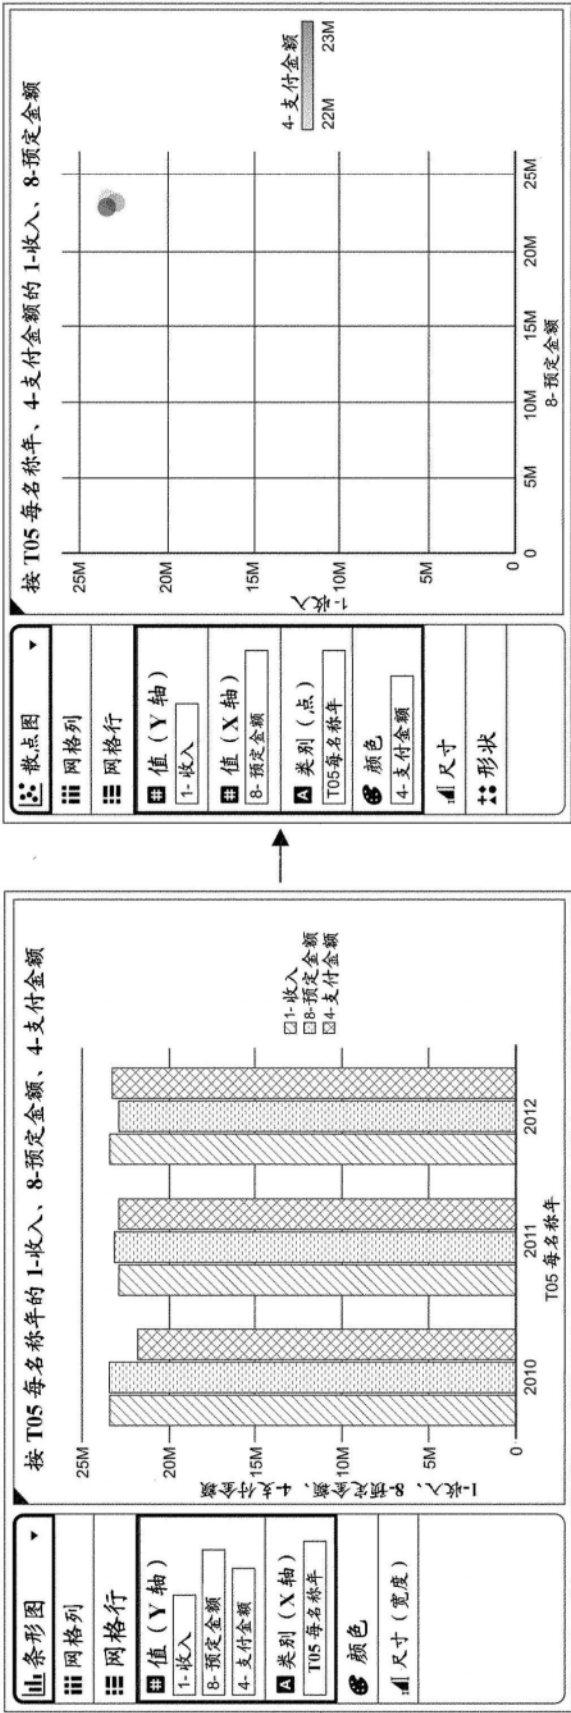 条形图
网格列
网格行
值（Y 轴）
1- 收入
8- 预定金额
4- 支付金额
类别（X 轴）
T05 每名称年
颜色
尺寸（宽度）
按 T05 每名称年的 1-收入、8-预定金额、4-支付金额
1-收入、8-预定金额、4-支付金额
25M
20M
15M
10M
5M
0
2010
2011
2012
T05 每名称年
1-收入
8-预定金额
4-支付金额
散点图
网格列
网格行
值（Y 轴）
1- 收入
值（X 轴）
8- 预定金额
类别（点）
T05每名称年
颜色
4- 支付金额
尺寸
形状
按 T05 每名称年、4-支付金额的 1-收入、8-预定金额
1-收入
25M
20M
15M
10M
5M
0
0
5M
10M
15M
20M
25M
8- 预定金额
4- 支付金额
22M
23M